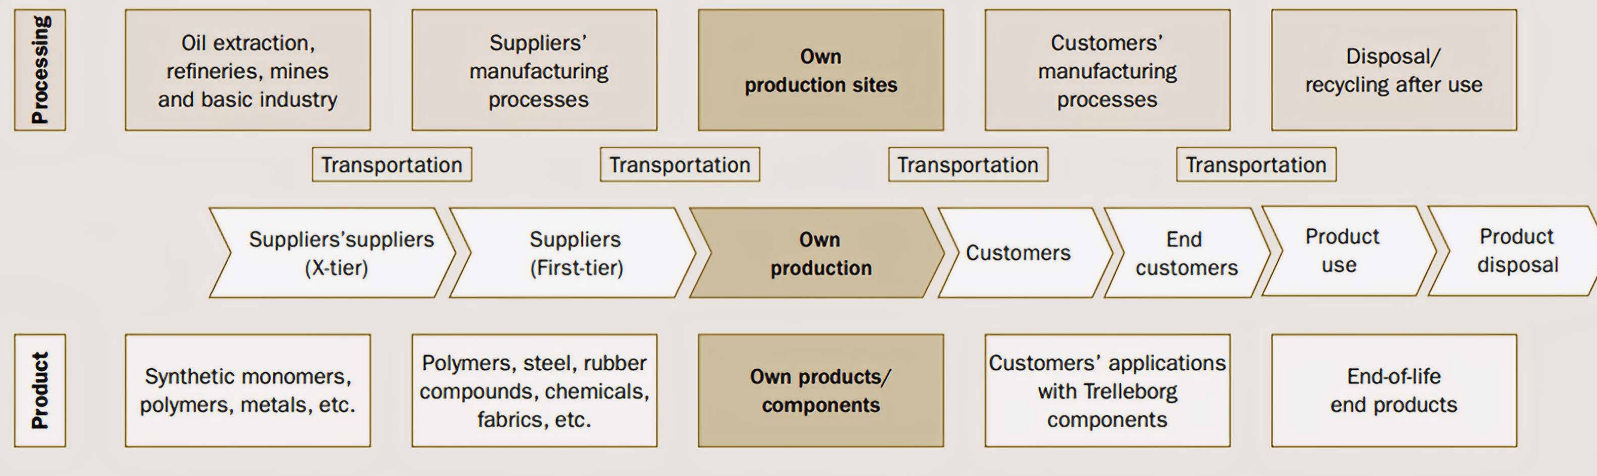 Processing
Oil extraction,
refineries, mines
and basic industry
Suppliers’
manufacturing
processes
Own
production sites
Customers’
manufacturing
processes
Disposal/
recycling after use
Transportation
Transportation
Transportation
Transportation
Suppliers’suppliers
(X-tier)
Suppliers
(First-tier)
Own
production
Customers
End
customers
Product
use
Product
disposal
Product
Synthetic monomers,
polymers, metals, etc.
Polymers, steel, rubber
compounds, chemicals,
fabrics, etc.
Own products/
components
Customers’ applications
with Trelleborg
components
End-of-life
end products